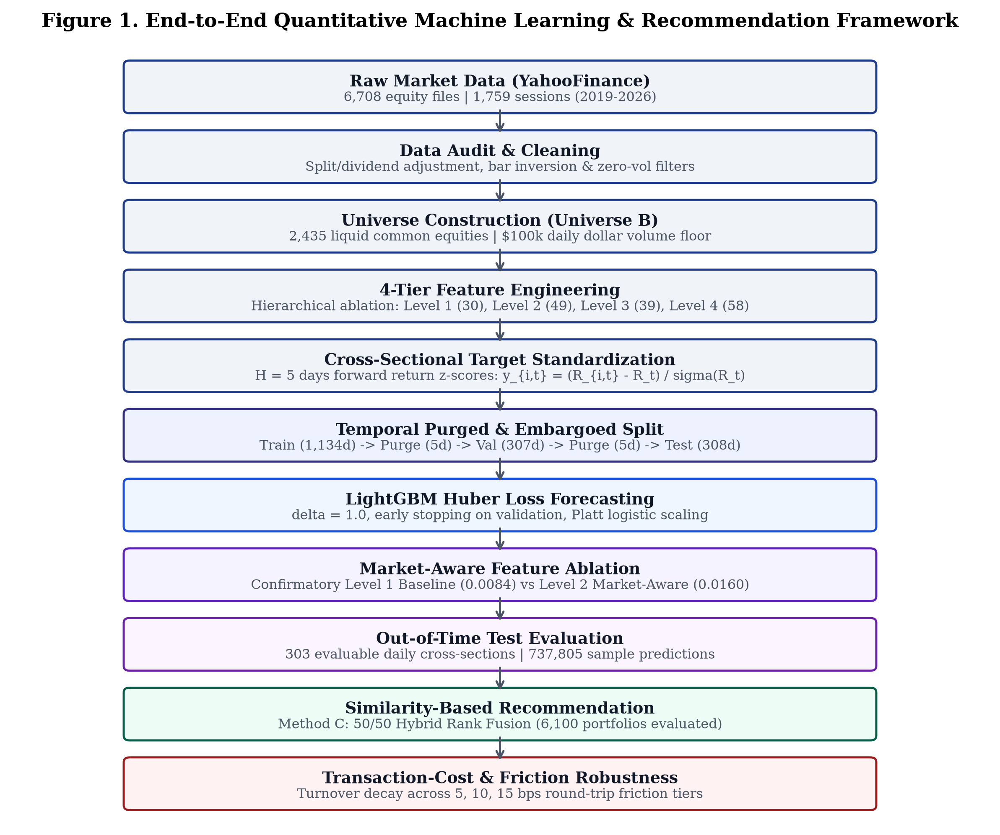 Figure 1. End-to-End Quantitative Machine Learning & Recommendation Framework
Raw Market Data (YahooFinance)
6,708 equity files | 1,759 sessions (2019-2026)
Data Audit & Cleaning
Split/dividend adjustment, bar inversion & zero-vol filters
Universe Construction (Universe B)
2,435 liquid common equities | $100k daily dollar volume floor
4-Tier Feature Engineering
Hierarchical ablation: Level 1 (30), Level 2 (49), Level 3 (39), Level 4 (58)
Cross-Sectional Target Standardization
H = 5 days forward return z-scores: y_{i,t} = (R_{i,t} - R_t) / sigma(R_t)
Temporal Purged & Embargoed Split
Train (1,134d) -> Purge (5d) -> Val (307d) -> Purge (5d) -> Test (308d)
LightGBM Huber Loss Forecasting
delta = 1.0, early stopping on validation, Platt logistic scaling
Market-Aware Feature Ablation
Confirmatory Level 1 Baseline (0.0084) vs Level 2 Market-Aware (0.0160)
Out-of-Time Test Evaluation
303 evaluable daily cross-sections | 737,805 sample predictions
Similarity-Based Recommendation
Method C: 50/50 Hybrid Rank Fusion (6,100 portfolios evaluated)
Transaction-Cost & Friction Robustness
Turnover decay across 5, 10, 15 bps round-trip friction tiers